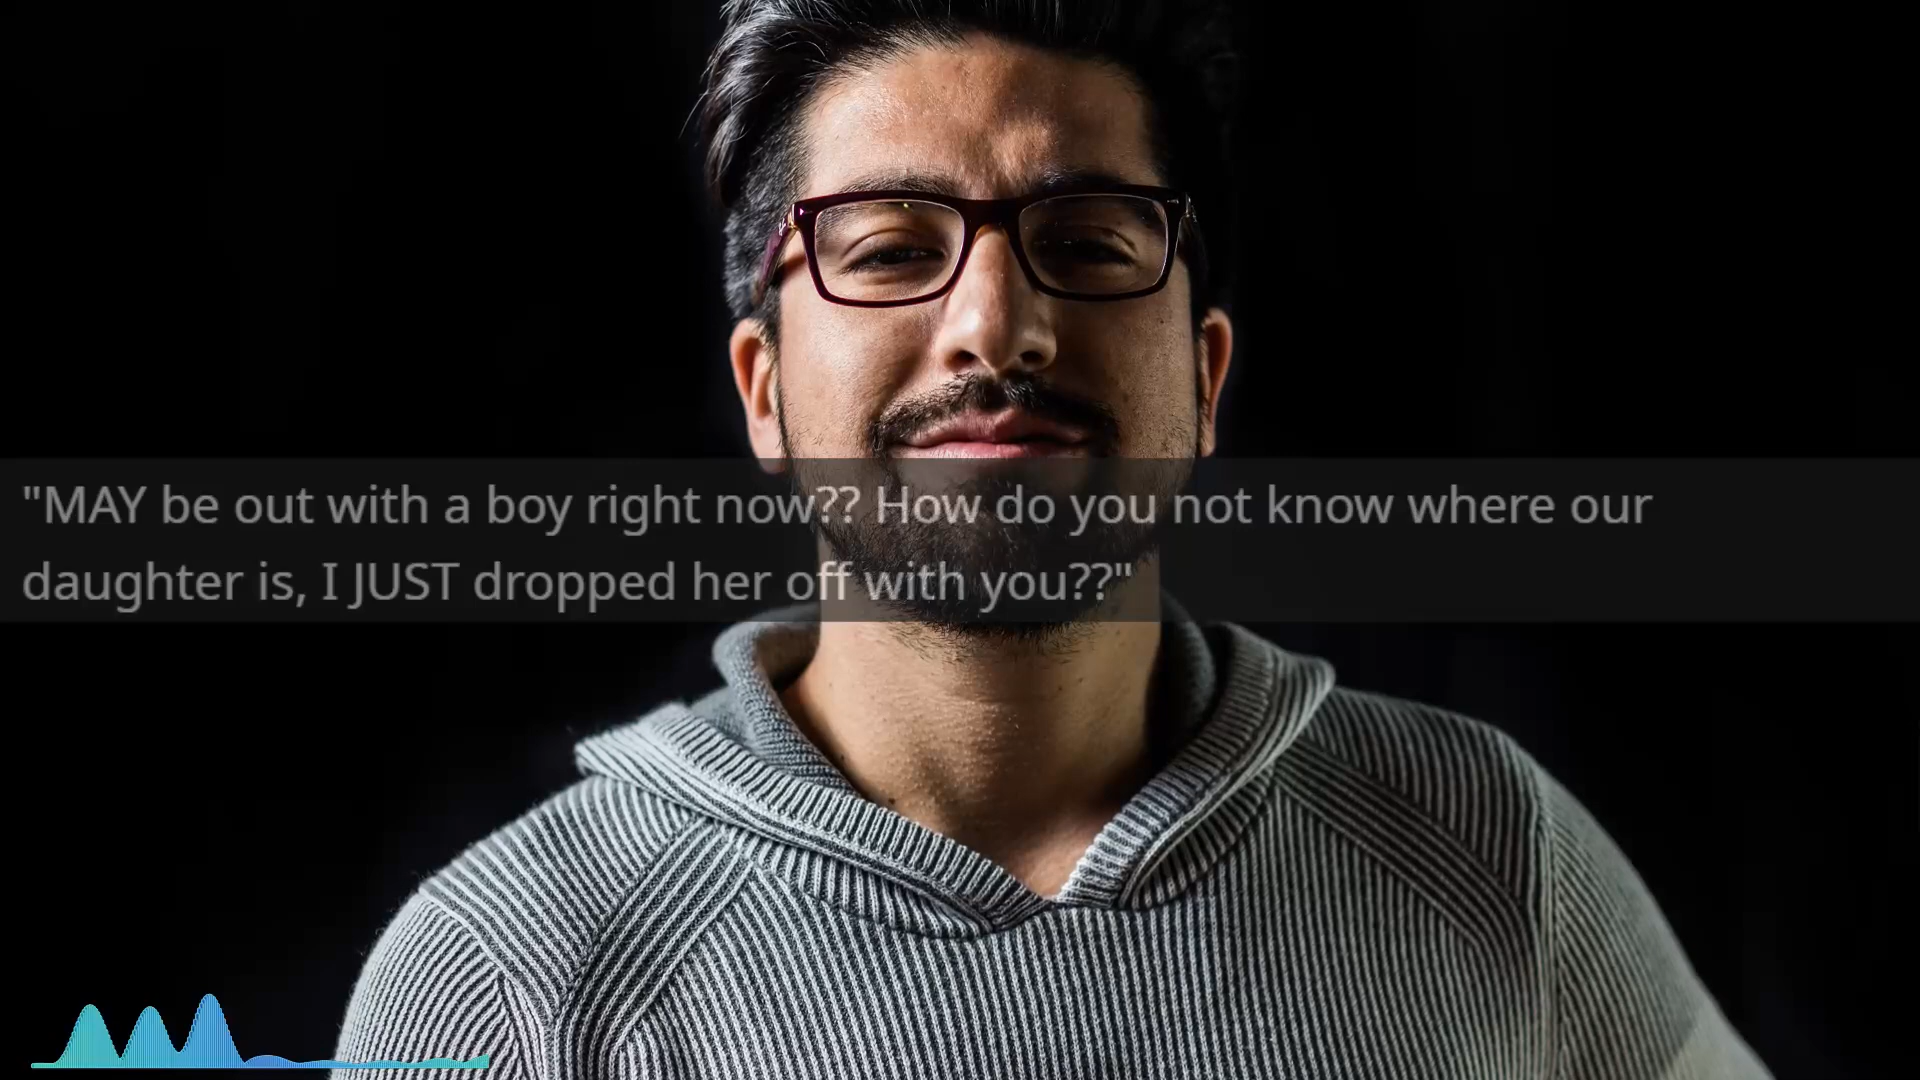 "MAY be out with a boy right now?? How do you not know where our
daughter is, I JUST dropped her off with you??"